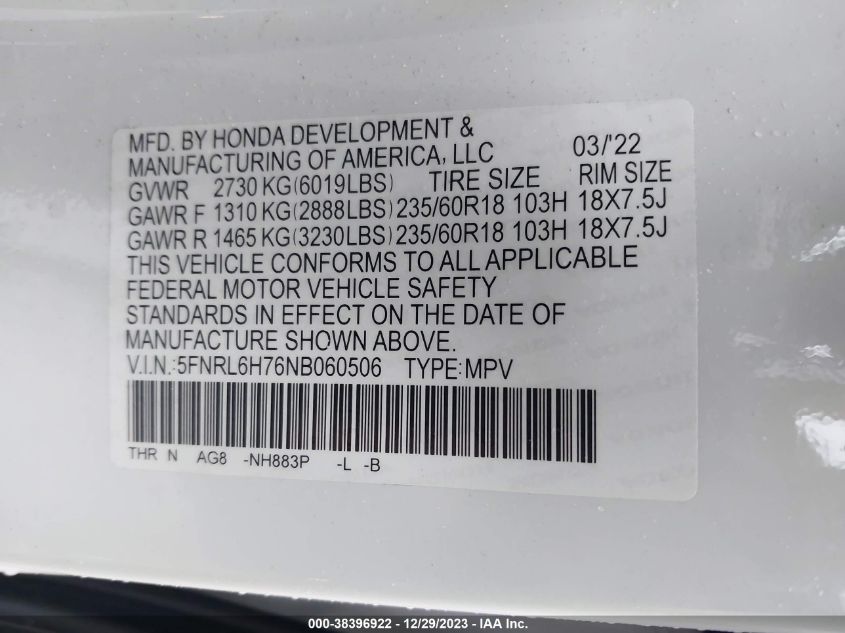 MFD. BY HONDA DEVELOPMENT &
MANUFACTURING OF AMERICA, LLC 03/'22
GVWR 2730 KG(6019LBS) TIRE SIZE RIM SIZE
GAWR F 1310 KG(2888LBS) 235/60R18 103H 18X7.5J
GAWR R 1465 KG(3230LBS) 235/60R18 103H 18X7.5J
THIS VEHICLE CONFORMS TO ALL APPLICABLE
FEDERAL MOTOR VEHICLE SAFETY
STANDARDS IN EFFECT ON THE DATE OF
MANUFACTURE SHOWN ABOVE.
V.I.N.:5FNRL6H76NB060506 TYPE:MPV
THR N AG8 -NH883P -L -B
000-38396922 - 12/29/2023 - IAA Inc.